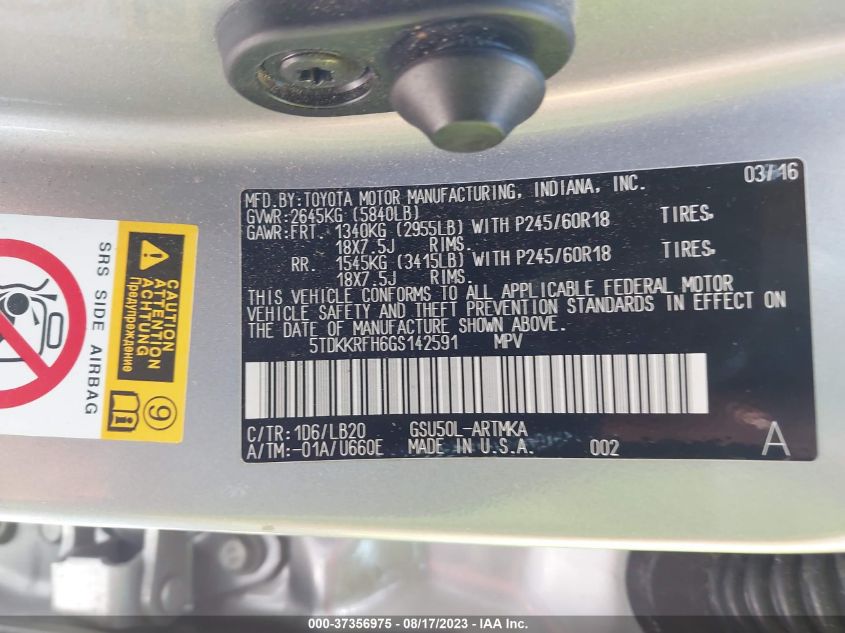 MFD.BY:TOYOTA MOTOR MANUFACTURING, INDIANA, INC. 03/16
GVWR:2645KG (5840LB)
GAWR:FRT. 1340KG (2955LB) WITH P245/60R18 TIRES,
18X7.5J RIMS.
RR. 1545KG (3415LB) WITH P245/60R18 TIRES,
18X7.5J RIMS.
THIS VEHICLE CONFORMS TO ALL APPLICABLE FEDERAL MOTOR
VEHICLE SAFETY AND THEFT PREVENTION STANDARDS IN EFFECT ON
THE DATE OF MANUFACTURE SHOWN ABOVE.
5TDKKRFH6GS142591 MPV
C/TR: 1D6/LB20 GSU50L-ARTMKA
A/TM:-01A/U660E MADE IN U.S.A. 002 A
SRS SIDE AIRBAG
CAUTION
ATTENTION
ACHTUNG
Предупреждение
9
000 - 37356975 - 08/17/2023 - IAA Inc.